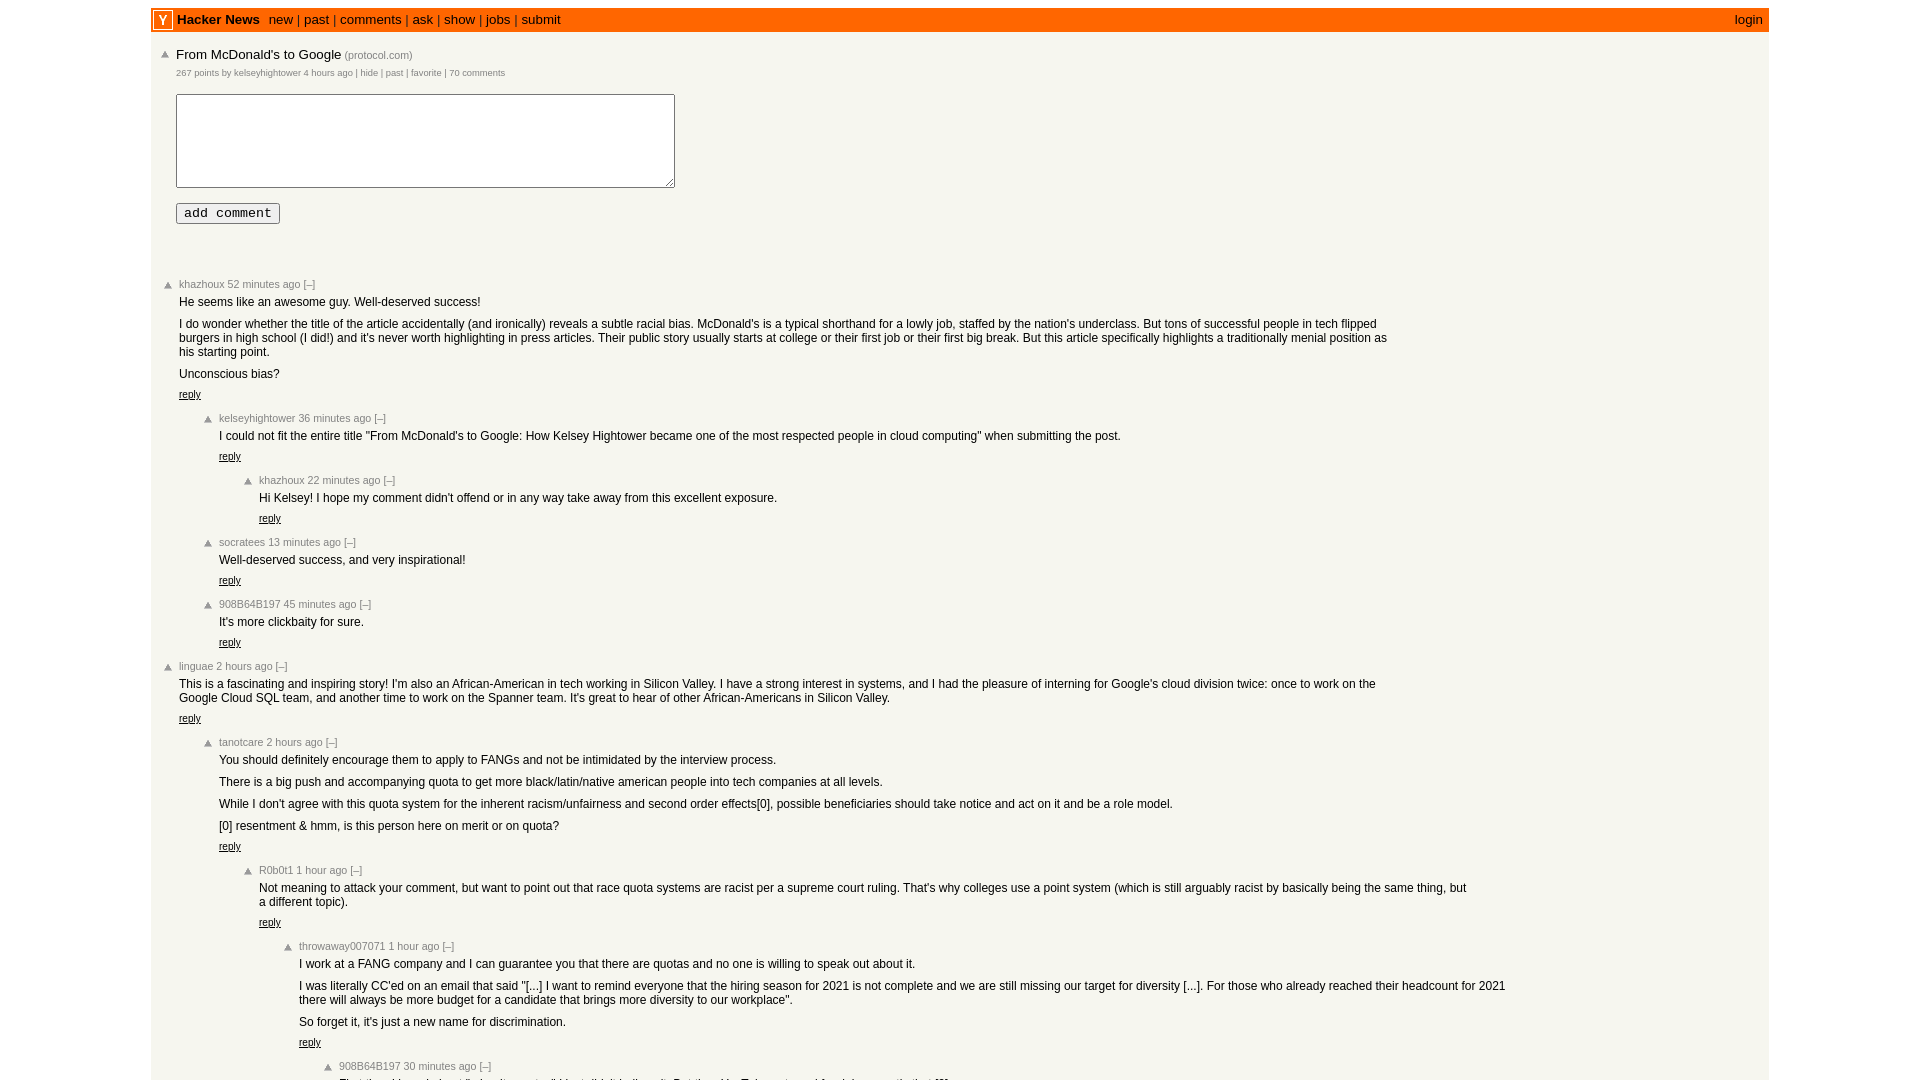 Y Hacker News new | past | comments | ask | show | jobs | submit login
From McDonald's to Google (protocol.com)
267 points by kelseyhightower 4 hours ago | hide | past | favorite | 70 comments
add comment
khazhoux 52 minutes ago [–]
He seems like an awesome guy. Well-deserved success!
I do wonder whether the title of the article accidentally (and ironically) reveals a subtle racial bias. McDonald's is a typical shorthand for a lowly job, staffed by the nation's underclass. But tons of successful people in tech flipped
burgers in high school (I did!) and it's never worth highlighting in press articles. Their public story usually starts at college or their first job or their first big break. But this article specifically highlights a traditionally menial position as
his starting point.
Unconscious bias?
reply
kelseyhightower 36 minutes ago [–]
I could not fit the entire title "From McDonald's to Google: How Kelsey Hightower became one of the most respected people in cloud computing" when submitting the post.
reply
khazhoux 22 minutes ago [–]
Hi Kelsey! I hope my comment didn't offend or in any way take away from this excellent exposure.
reply
socratees 13 minutes ago [–]
Well-deserved success, and very inspirational!
reply
908B64B197 45 minutes ago [–]
It's more clickbaity for sure.
reply
linguae 2 hours ago [–]
This is a fascinating and inspiring story! I'm also an African-American in tech working in Silicon Valley. I have a strong interest in systems, and I had the pleasure of interning for Google's cloud division twice: once to work on the
Google Cloud SQL team, and another time to work on the Spanner team. It's great to hear of other African-Americans in Silicon Valley.
reply
tanotcare 2 hours ago [–]
You should definitely encourage them to apply to FANGs and not be intimidated by the interview process.
There is a big push and accompanying quota to get more black/latin/native american people into tech companies at all levels.
While I don't agree with this quota system for the inherent racism/unfairness and second order effects[0], possible beneficiaries should take notice and act on it and be a role model.
[0] resentment & hmm, is this person here on merit or on quota?
reply
R0b0t1 1 hour ago [–]
Not meaning to attack your comment, but want to point out that race quota systems are racist per a supreme court ruling. That's why colleges use a point system (which is still arguably racist by basically being the same thing, but
a different topic).
reply
throwaway007071 1 hour ago [–]
I work at a FANG company and I can guarantee you that there are quotas and no one is willing to speak out about it.
I was literally CC'ed on an email that said "[...] I want to remind everyone that the hiring season for 2021 is not complete and we are still missing our target for diversity [...]. For those who already reached their headcount for 2021
there will always be more budget for a candidate that brings more diversity to our workplace".
So forget it, it's just a new name for discrimination.
reply
908B64B197 30 minutes ago [–]